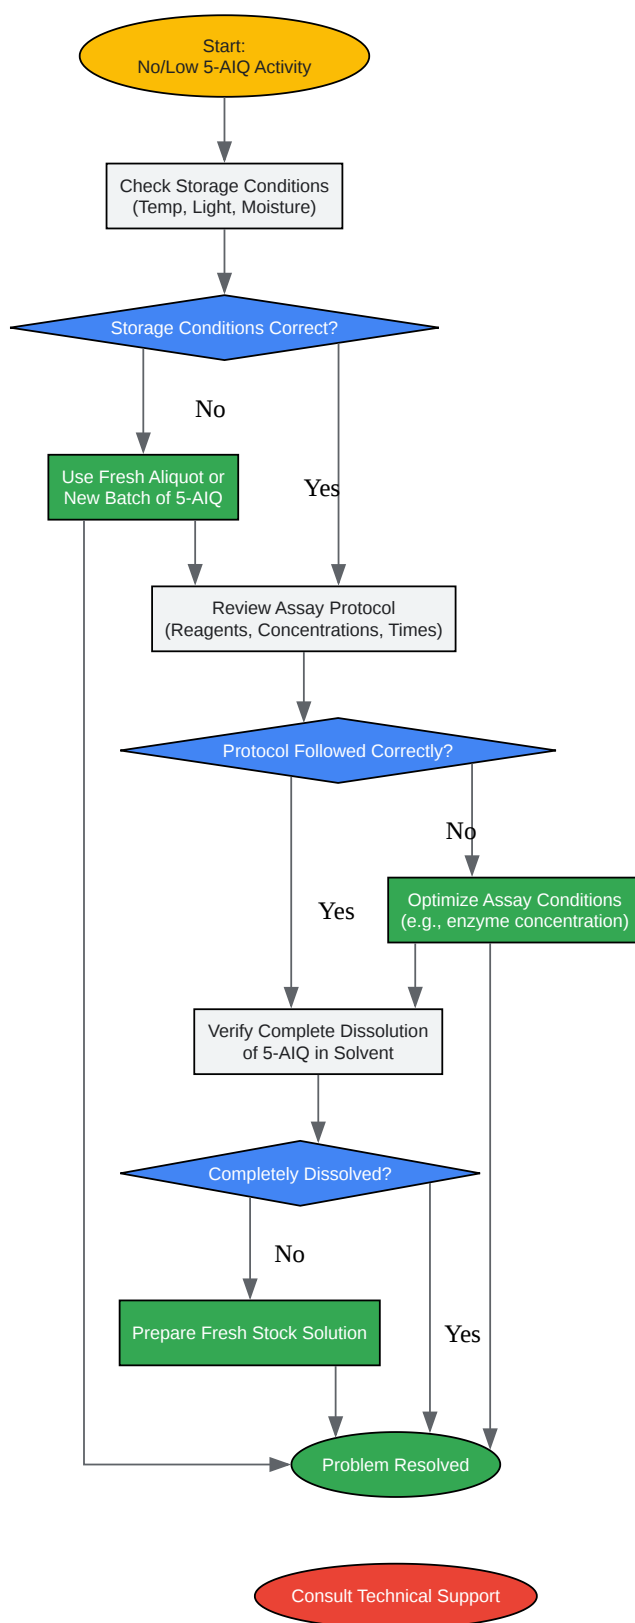 Start:
No/Low 5-AIQ Activity
Check Storage Conditions
(Temp, Light, Moisture)
Storage Conditions Correct?
No
Use Fresh Aliquot or
New Batch of 5-AIQ
Yes
Review Assay Protocol
(Reagents, Concentrations, Times)
Protocol Followed Correctly?
No
Optimize Assay Conditions
(e.g., enzyme concentration)
Yes
Verify Complete Dissolution
of 5-AIQ in Solvent
Completely Dissolved?
No
Prepare Fresh Stock Solution
Yes
Problem Resolved
Consult Technical Support